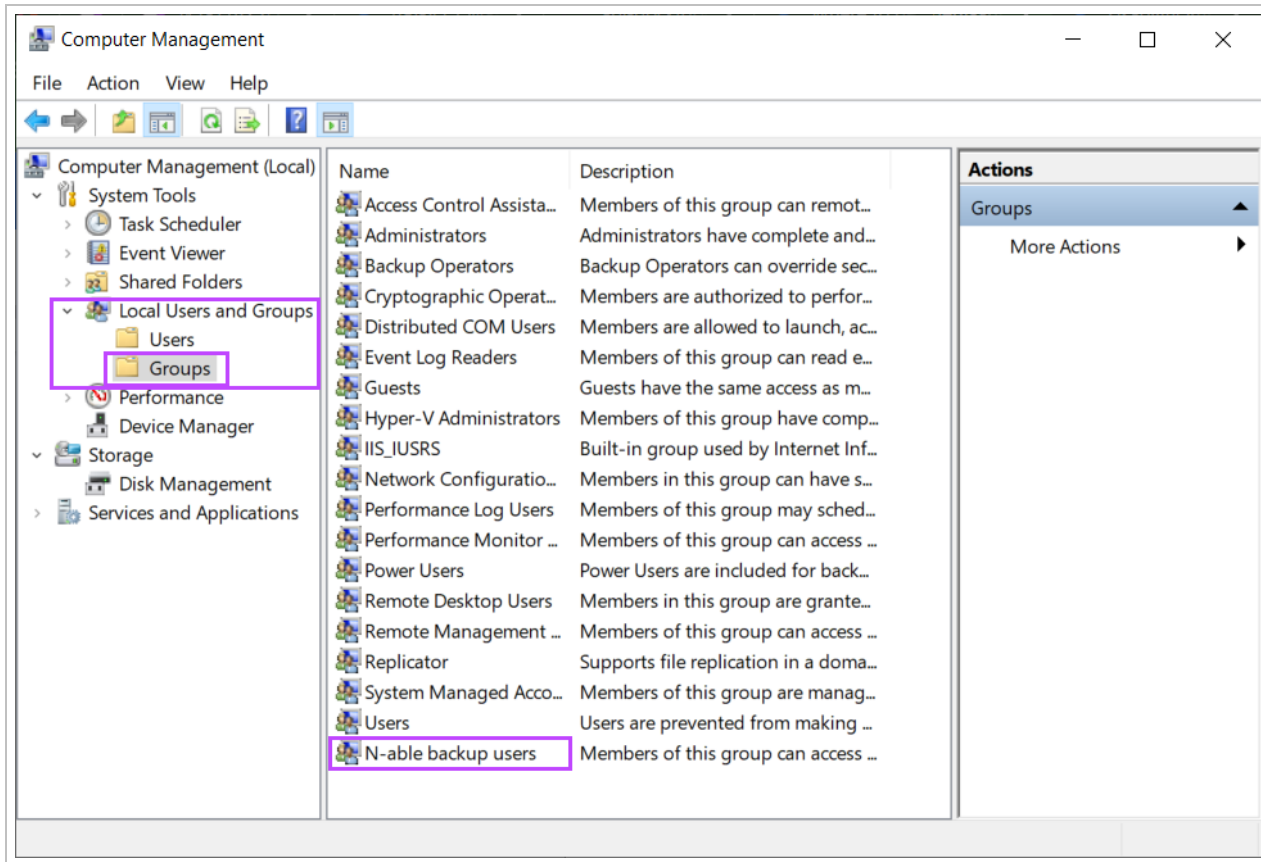 Computer Management
File Action View Help
Computer Management (Local)
System Tools
Task Scheduler
Event Viewer
Shared Folders
Local Users and Groups
Users
Groups
Performance
Device Manager
Storage
Disk Management
Services and Applications
Name Description
Access Control Assista... Members of this group can remot...
Administrators Administrators have complete and...
Backup Operators Backup Operators can override sec...
Cryptographic Operat... Members are authorized to perfor...
Distributed COM Users Members are allowed to launch, ac...
Event Log Readers Members of this group can read e...
Guests Guests have the same access as m...
Hyper-V Administrators Members of this group have comp...
IIS_IUSRS Built-in group used by Internet Inf...
Network Configuratio... Members in this group can have s...
Performance Log Users Members of this group may sched...
Performance Monitor ... Members of this group can access ...
Power Users Power Users are included for back...
Remote Desktop Users Members in this group are grante...
Remote Management ... Members of this group can access ...
Replicator Supports file replication in a doma...
System Managed Acco... Members of this group are manag...
Users Users are prevented from making ...
N-able backup users Members of this group can access ...
Actions
Groups
More Actions